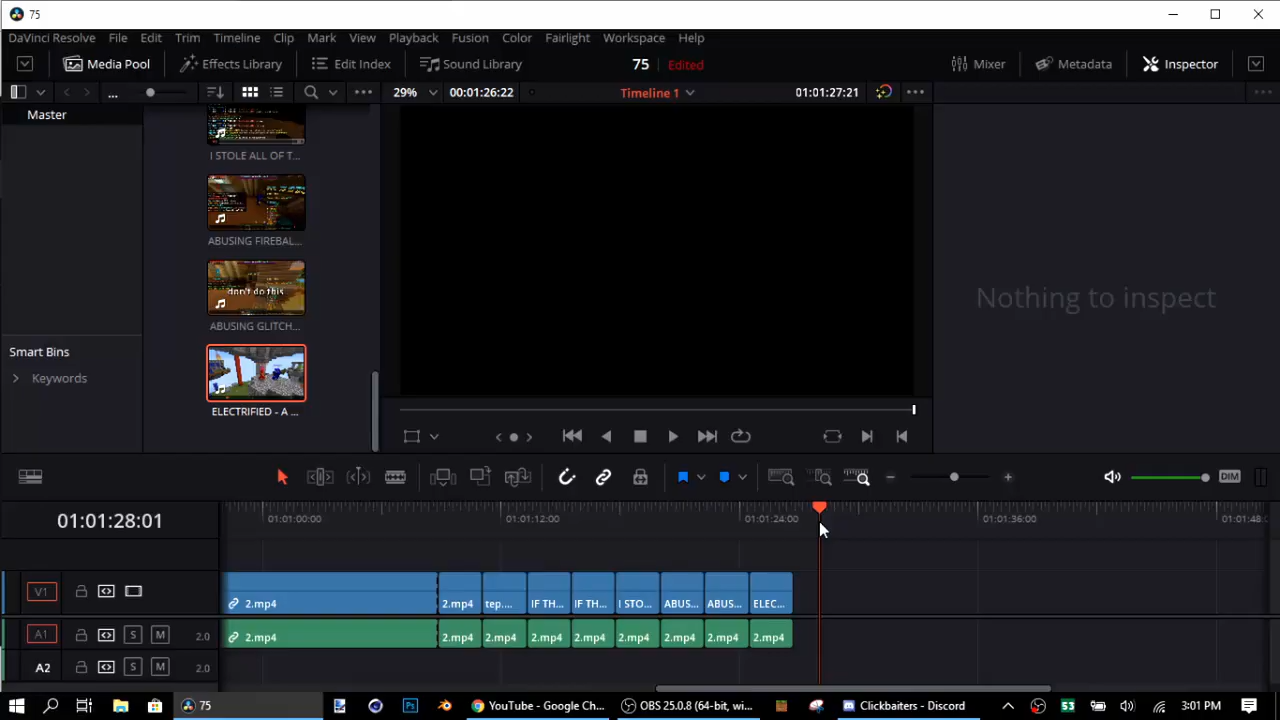 75
DaVinci Resolve File Edit Trim Timeline Clip Mark View Playback Fusion Color Fairlight Workspace Help
Media Pool Effects Library Edit Index Sound Library 75 Edited Mixer Metadata Inspector
... 29% 00:01:26:22 Timeline 1 01:01:27:21
Master
I STOLE ALL OF T...
ABUSING FIREBAL...
don't do this
ABUSING GLITCH...
ELECTRIFIED - A ...
Smart Bins
Keywords
Nothing to inspect
DIM
01:01:28:01
01:01:00:00 01:01:12:00 01:01:24:00 01:01:36:00 01:01:48:
V1 2.mp4 2.mp4 tep.... IF TH... IF TH... I STO... ABUS... ABUS... ELEC...
A1 S M 2.0 2.mp4 2.mp4 2.mp4 2.mp4 2.mp4 2.mp4 2.mp4 2.mp4 2.mp4
A2 S M 2.0
75 YouTube - Google Ch... OBS 25.0.8 (64-bit, wi... Clickbaiters - Discord 53 3:01 PM